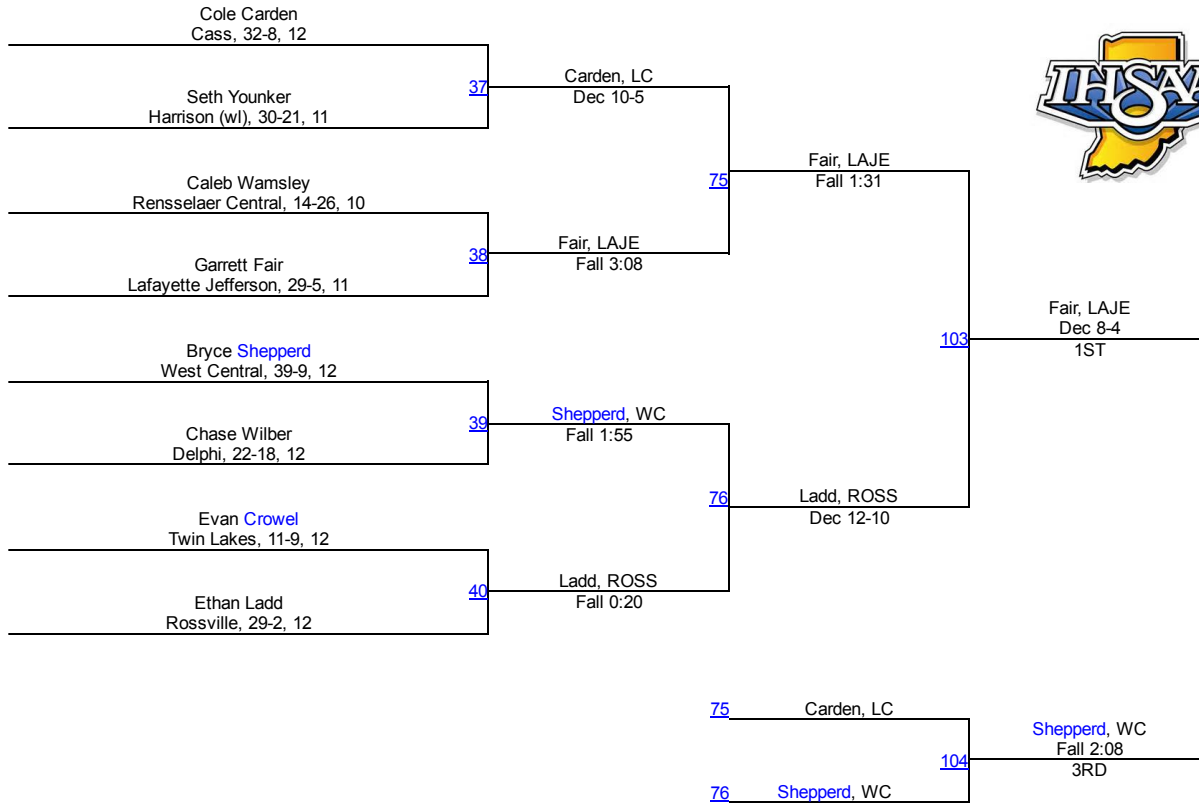 Cole Carden
Cass, 32-8, 12
37
Seth Younker
Harrison (wl), 30-21, 11
Carden, LC
Dec 10-5
75
Caleb Wamsley
Rensselaer Central, 14-26, 10
38
Garrett Fair
Lafayette Jefferson, 29-5, 11
Fair, LAJE
Fall 3:08
Fair, LAJE
Fall 1:31
103
Bryce Shepperd
West Central, 39-9, 12
39
Chase Wilber
Delphi, 22-18, 12
Shepperd, WC
Fall 1:55
76
Evan Crowel
Twin Lakes, 11-9, 12
40
Ethan Ladd
Rossville, 29-2, 12
Ladd, ROSS
Fall 0:20
Ladd, ROSS
Dec 12-10
Fair, LAJE
Dec 8-4
1ST
IHSAA
75
Carden, LC
104
76
Shepperd, WC
Shepperd, WC
Fall 2:08
3RD